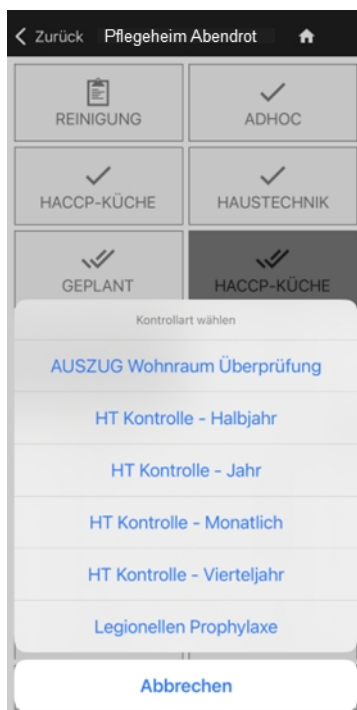 Zurück Pflegeheim Abendrot
REINIGUNG ADHOC
HACCP-KÜCHE HAUSTECHNIK
GEPLANT HACCP-KÜCHE
Kontrollart wählen
AUSZUG Wohnraum Überprüfung
HT Kontrolle - Halbjahr
HT Kontrolle - Jahr
HT Kontrolle - Monatlich
HT Kontrolle - Vierteljahr
Legionellen Prophylaxe
Abbrechen